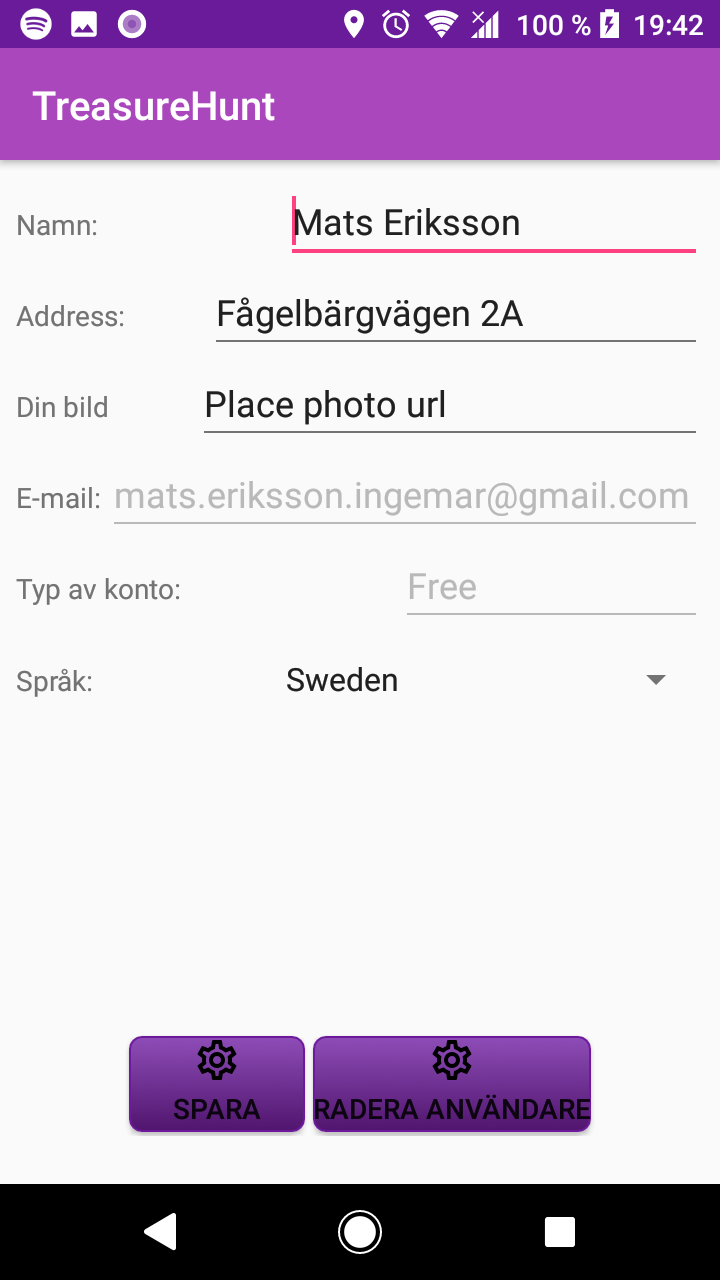 100 % 19:42
TreasureHunt
Namn: Mats Eriksson
Address: Fågelbärgvägen 2A
Din bild Place photo url
E-mail: mats.eriksson.ingemar@gmail.com
Typ av konto: Free
Språk: Sweden
SPARA RADERA ANVÄNDARE